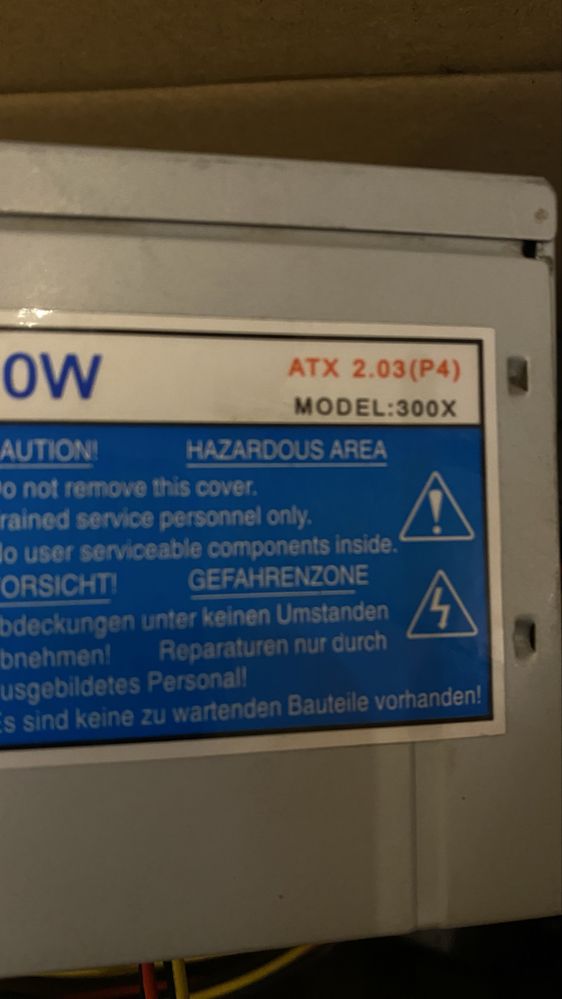 0W
ATX 2.03(P4)
MODEL:300X
AUTION! HAZARDOUS AREA
o not remove this cover.
rained service personnel only.
o user serviceable components inside.
ORSICHT! GEFAHRENZONE
bdeckungen unter keinen Umstanden
bnehmen! Reparaturen nur durch
usgebildetes Personal!
Es sind keine zu wartenden Bauteile vorhanden!